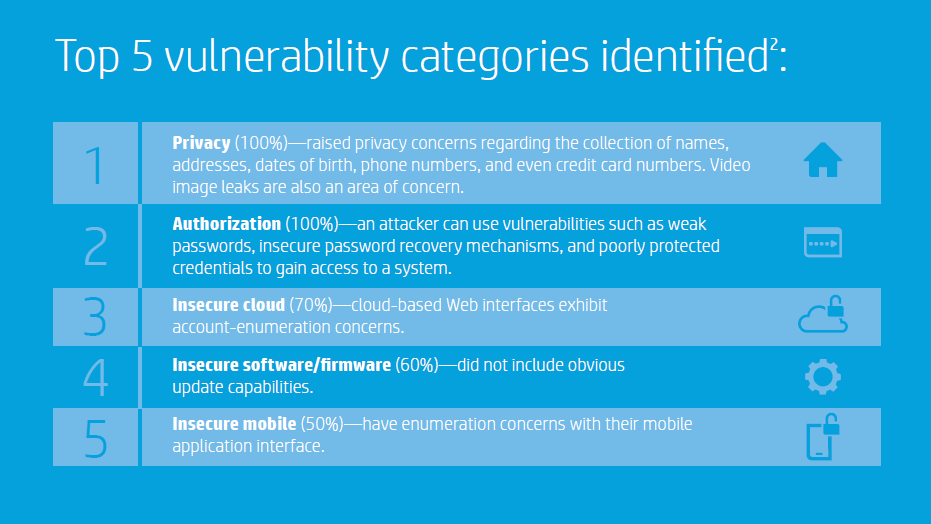 Top 5 vulnerability categories identified²:
1
Privacy (100%)—raised privacy concerns regarding the collection of names,
addresses, dates of birth, phone numbers, and even credit card numbers. Video
image leaks are also an area of concern.
2
Authorization (100%)—an attacker can use vulnerabilities such as weak
passwords, insecure password recovery mechanisms, and poorly protected
credentials to gain access to a system.
3
Insecure cloud (70%)—cloud-based Web interfaces exhibit
account-enumeration concerns.
4
Insecure software/firmware (60%)—did not include obvious
update capabilities.
5
Insecure mobile (50%)—have enumeration concerns with their mobile
application interface.